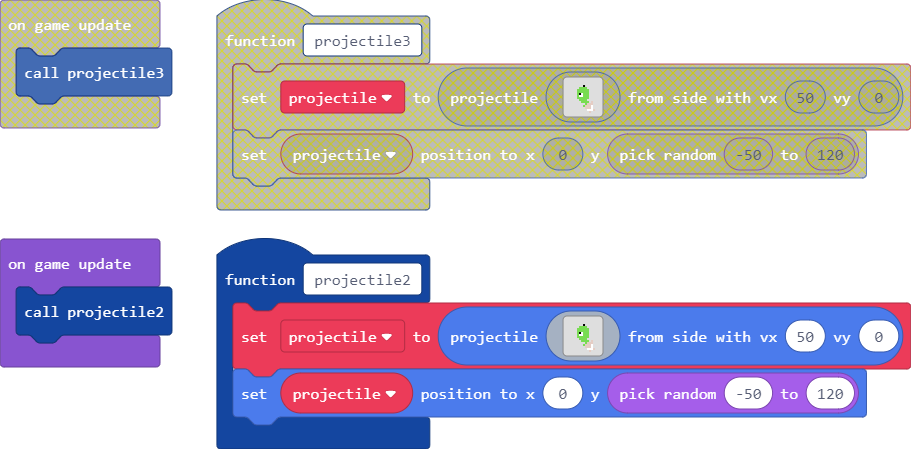 on game update
call projectile3
function projectile3
set projectile to projectile from side with vx 50 vy 0
set projectile position to x 0 y pick random -50 to 120
on game update
call projectile2
function projectile2
set projectile to projectile from side with vx 50 vy 0
set projectile position to x 0 y pick random -50 to 120